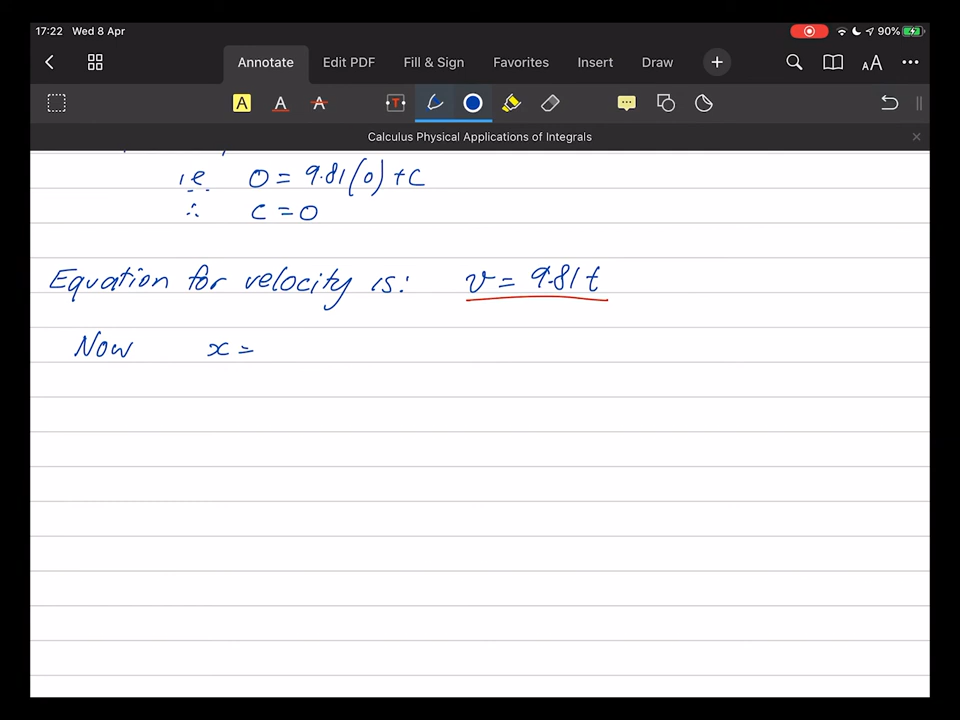 17:22 Wed 8 Apr 90%
Annotate Edit PDF Fill & Sign Favorites Insert Draw
Calculus Physical Applications of Integrals
i.e 0 = 9.81(0) + C
∴ C = 0
Equation for velocity is: v = 9.81t
Now x =